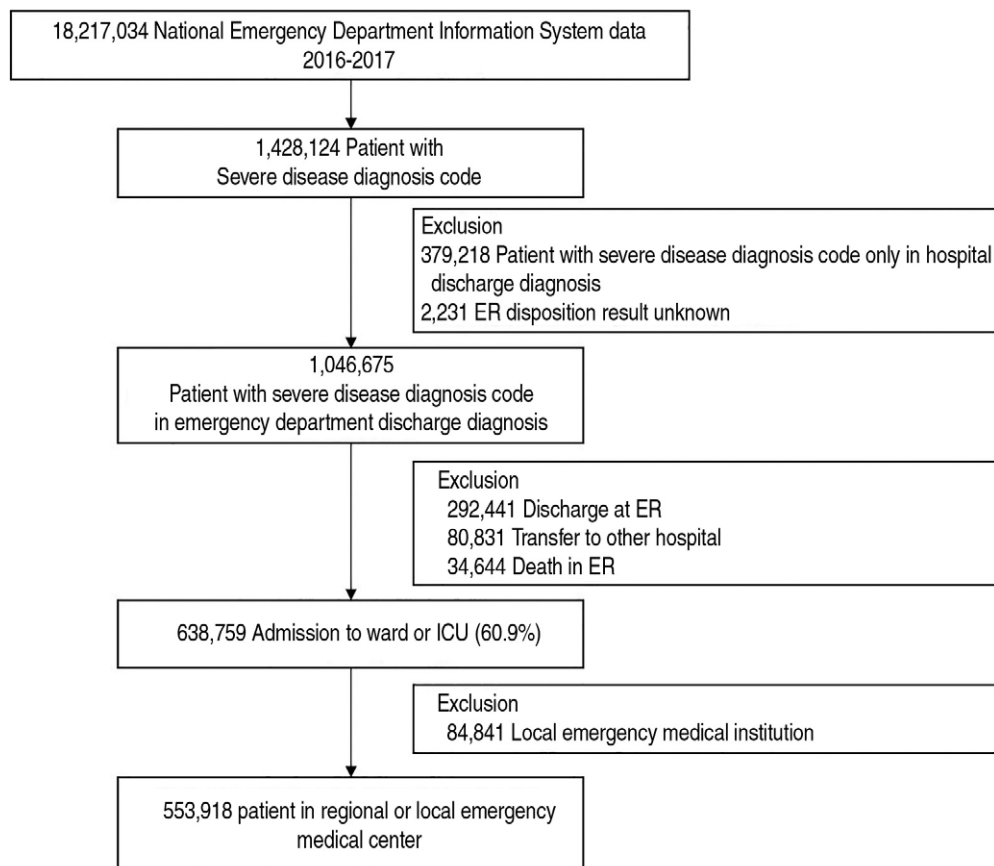 18,217,034 National Emergency Department Information System data
2016-2017
1,428,124 Patient with
Severe disease diagnosis code
Exclusion
379,218 Patient with severe disease diagnosis code only in hospital
discharge diagnosis
2,231 ER disposition result unknown
1,046,675
Patient with severe disease diagnosis code
in emergency department discharge diagnosis
Exclusion
292,441 Discharge at ER
80,831 Transfer to other hospital
34,644 Death in ER
638,759 Admission to ward or ICU (60.9%)
Exclusion
84,841 Local emergency medical institution
553,918 patient in regional or local emergency
medical center